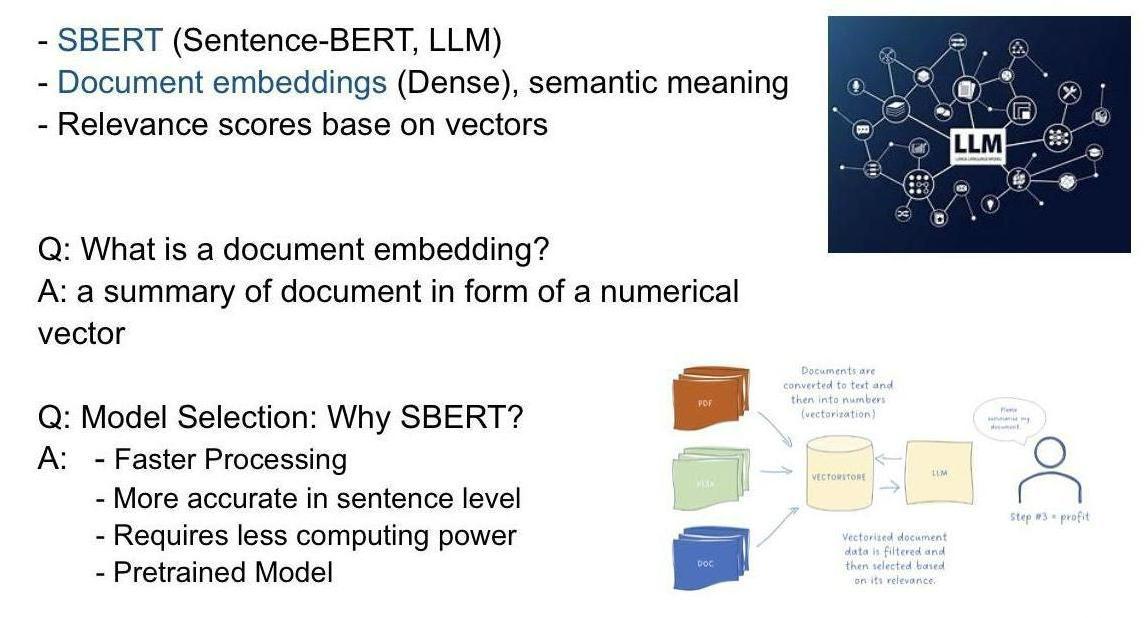 - SBERT (Sentence-BERT, LLM)
- Document embeddings (Dense), semantic meaning
- Relevance scores base on vectors
LLM
Q: What is a document embedding?
A: a summary of document in form of a numerical
vector
Q: Model Selection: Why SBERT?
A: - Faster Processing
- More accurate in sentence level
- Requires less computing power
- Pretrained Model
PDF
DOC
Documents are
converted to text and
then into numbers
(vectorization)
VECTORSTORE
LLM
Vectorized document
data is filtered and
then selected based
on its relevance.
Please
summarise my
document.
Step #3 = profit